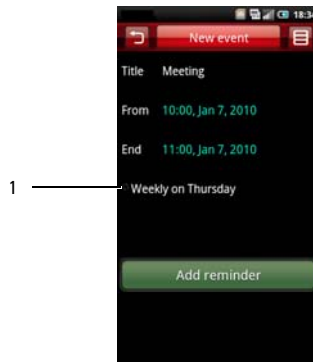 18:34
New event
Title Meeting
From 10:00, Jan 7, 2010
End 11:00, Jan 7, 2010
1 Weekly on Thursday
Add reminder